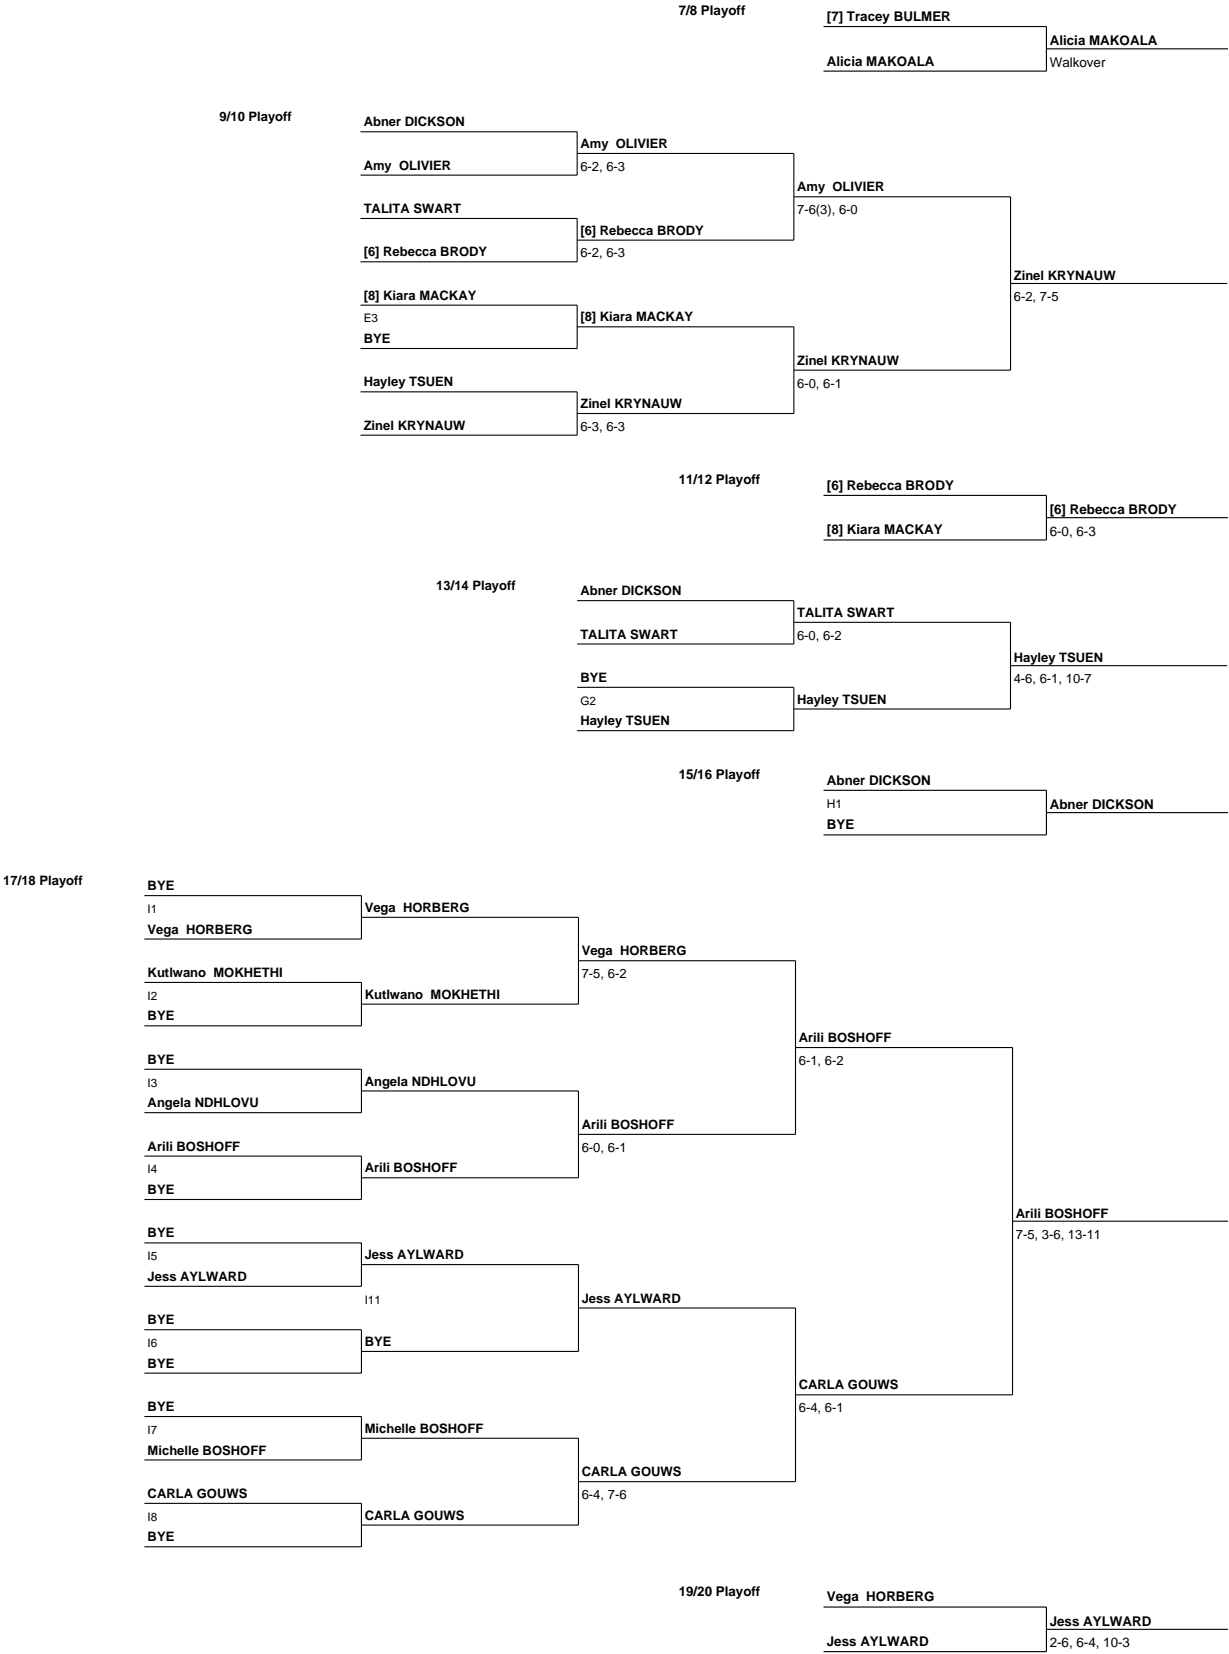 7/8 Playoff
[7] Tracey BULMER
Alicia MAKOALA
Alicia MAKOALA
Walkover
9/10 Playoff
Abner DICKSON
Amy OLIVIER
Amy OLIVIER
6-2, 6-3
Amy OLIVIER
7-6(3), 6-0
TALITA SWART
[6] Rebecca BRODY
[6] Rebecca BRODY
6-2, 6-3
Zinel KRYNAUW
6-2, 7-5
[8] Kiara MACKAY
E3
BYE
[8] Kiara MACKAY
Zinel KRYNAUW
6-0, 6-1
Hayley TSUEN
Zinel KRYNAUW
Zinel KRYNAUW
6-3, 6-3
11/12 Playoff
[6] Rebecca BRODY
[8] Kiara MACKAY
[6] Rebecca BRODY
6-0, 6-3
13/14 Playoff
Abner DICKSON
TALITA SWART
TALITA SWART
6-0, 6-2
Hayley TSUEN
4-6, 6-1, 10-7
BYE
G2
Hayley TSUEN
Hayley TSUEN
15/16 Playoff
Abner DICKSON
H1
BYE
Abner DICKSON
17/18 Playoff
BYE
I1
Vega HORBERG
Vega HORBERG
Vega HORBERG
7-5, 6-2
Kutlwano MOKHETHI
I2
BYE
Kutlwano MOKHETHI
Arili BOSHOFF
6-1, 6-2
BYE
I3
Angela NDHLOVU
Angela NDHLOVU
Arili BOSHOFF
6-0, 6-1
Arili BOSHOFF
I4
BYE
Arili BOSHOFF
Arili BOSHOFF
7-5, 3-6, 13-11
BYE
I5
Jess AYLWARD
Jess AYLWARD
I11
Jess AYLWARD
BYE
I6
BYE
BYE
CARLA GOUWS
6-4, 6-1
BYE
I7
Michelle BOSHOFF
Michelle BOSHOFF
CARLA GOUWS
6-4, 7-6
CARLA GOUWS
I8
BYE
CARLA GOUWS
19/20 Playoff
Vega HORBERG
Jess AYLWARD
Jess AYLWARD
2-6, 6-4, 10-3